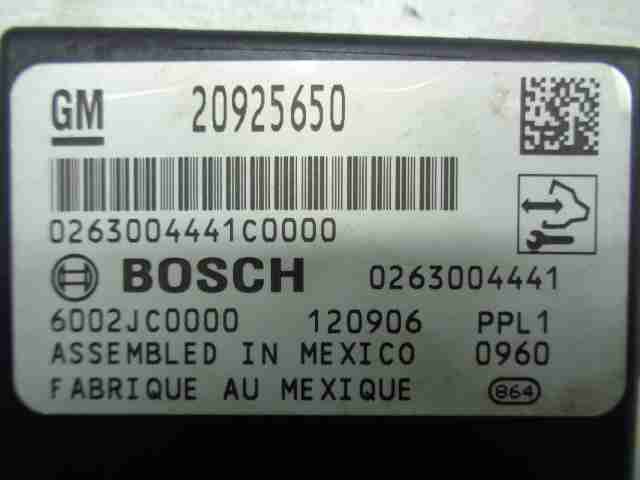 GM 20925650
0263004441C0000
BOSCH 0263004441
6002JC0000 120906 PPL1
ASSEMBLED IN MEXICO 0960
FABRIQUE AU MEXIQUE 864